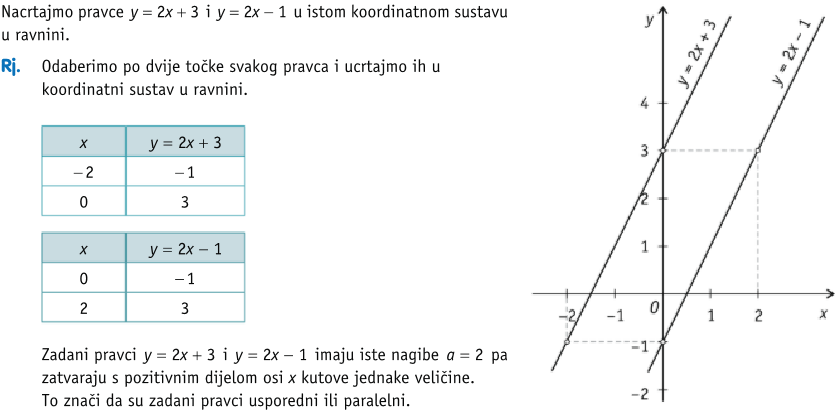 Nacrtajmo pravce y = 2x + 3 i y = 2x − 1 u istom koordinatnom sustavu
u ravnini.
Rj. Odaberimo po dvije točke svakog pravca i ucrtajmo ih u
koordinatni sustav u ravnini.
x y = 2x + 3
−2 −1
0 3
x y = 2x − 1
0 −1
2 3
Zadani pravci y = 2x + 3 i y = 2x − 1 imaju iste nagibe a = 2 pa
zatvaraju s pozitivnim dijelom osi x kutove jednake veličine.
To znači da su zadani pravci usporedni ili paralelni.
y
y = 2x + 3
y = 2x − 1
4
3
2
1
−2 −1 0 1 2 x
−1
−2